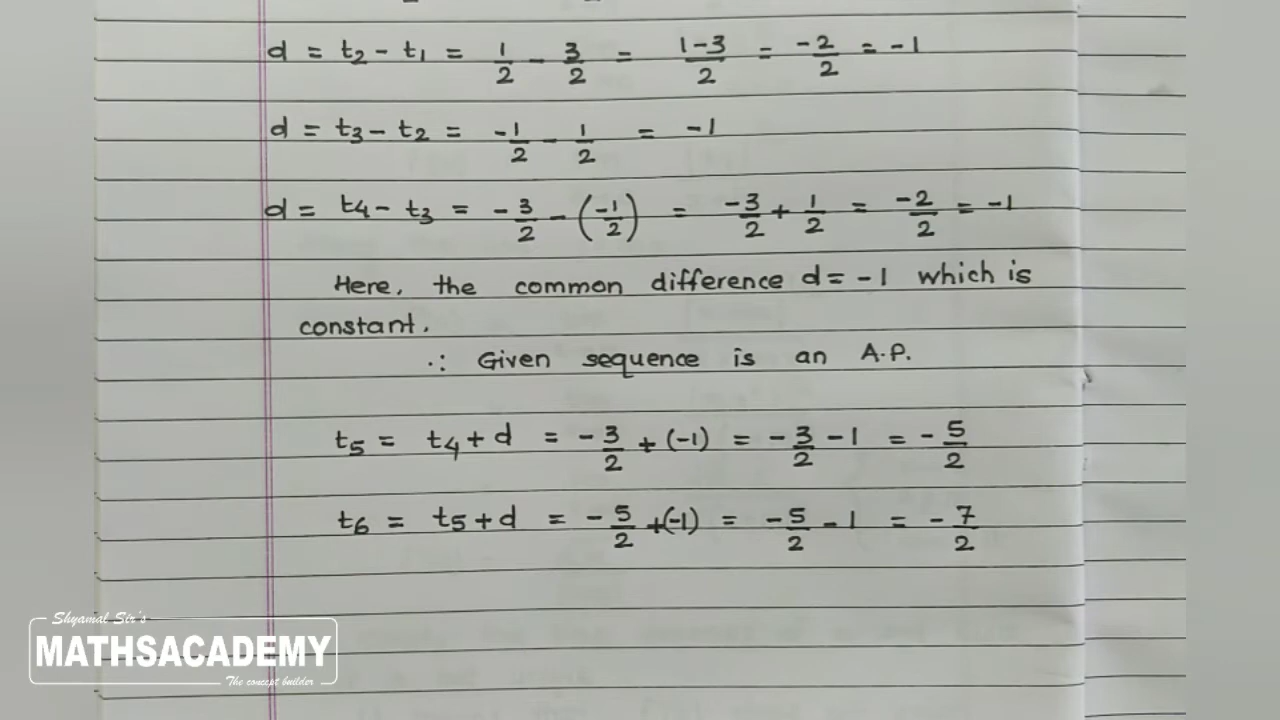 d = t₂ - t₁ = 1/2 - 3/2 = 1-3/2 = -2/2 = -1
d = t₃ - t₂ = -1/2 - 1/2 = -1
d = t₄ - t₃ = -3/2 - (-1/2) = -3/2 + 1/2 = -2/2 = -1
Here, the common difference d = -1 which is
constant.
∴ Given sequence is an A.P.
t₅ = t₄ + d = -3/2 + (-1) = -3/2 - 1 = -5/2
t₆ = t₅ + d = -5/2 + (-1) = -5/2 - 1 = -7/2
Shyamal Sir's
MATHSACADEMY
The concept builder